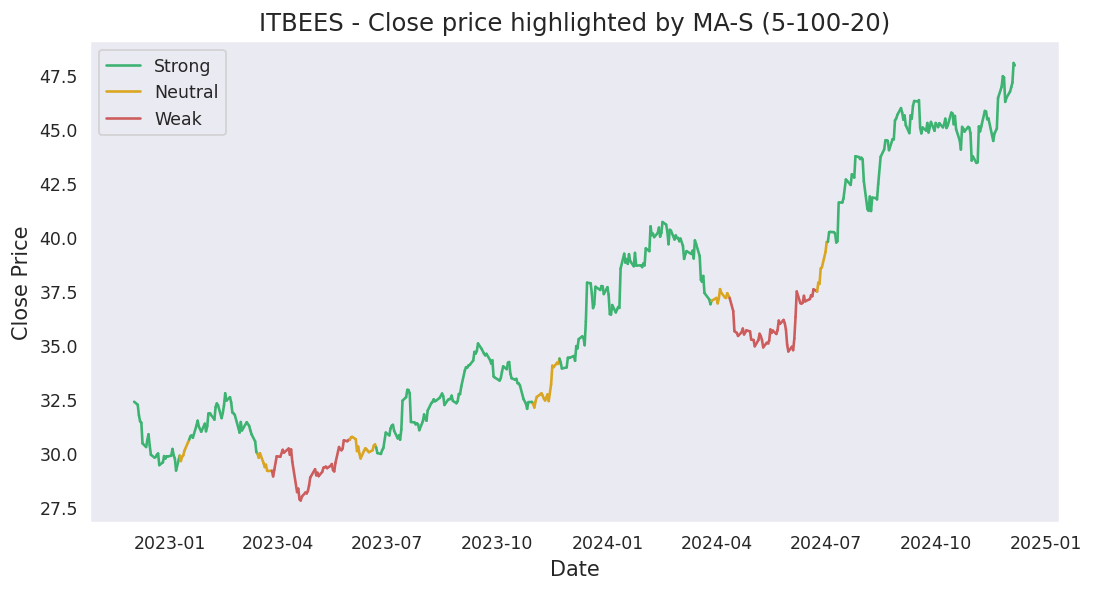 ITBEES - Close price highlighted by MA-S (5-100-20)
Strong
Neutral
Weak
Close Price
47.5
45.0
42.5
40.0
37.5
35.0
32.5
30.0
27.5
2023-01 2023-04 2023-07 2023-10 2024-01 2024-04 2024-07 2024-10 2025-01
Date